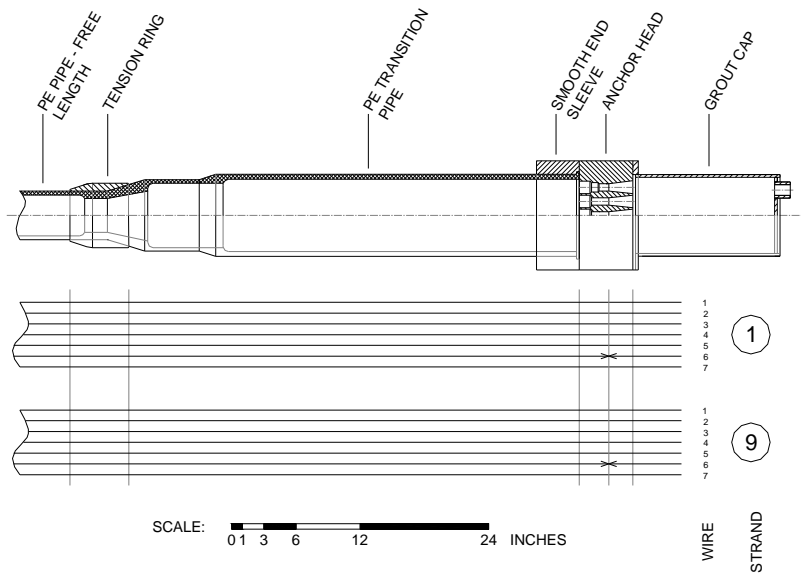 PE PIPE - FREE
LENGTH
TENSION RING
PE TRANSITION
PIPE
SMOOTH END
SLEEVE
ANCHOR HEAD
GROUT CAP
1
2
3
4
5
6
7
1
1
2
3
4
5
6
7
9
SCALE:
0 1 3 6 12 24 INCHES
WIRE
STRAND